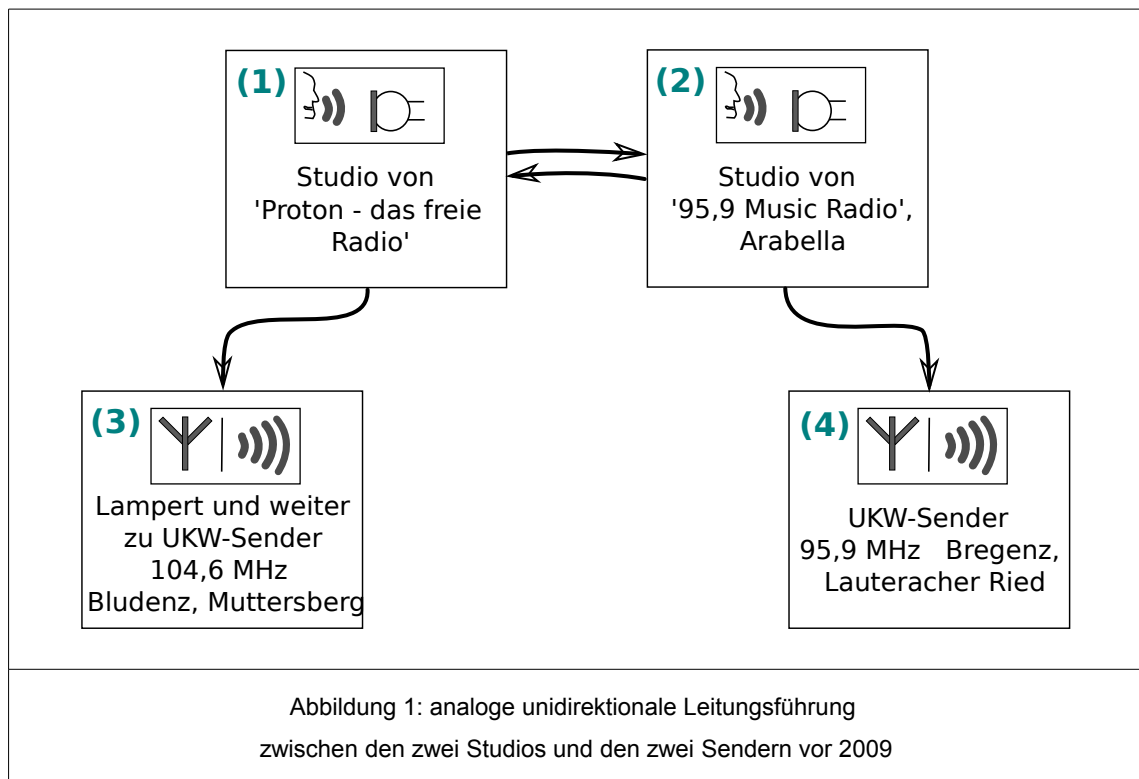 (1)
Studio von
'Proton - das freie
Radio'
(2)
Studio von
'95,9 Music Radio',
Arabella
(3)
Lampert und weiter
zu UKW-Sender
104,6 MHz
Bludenz, Muttersberg
(4)
UKW-Sender
95,9 MHz Bregenz,
Lauteracher Ried
Abbildung 1: analoge unidirektionale Leitungsführung
zwischen den zwei Studios und den zwei Sendern vor 2009